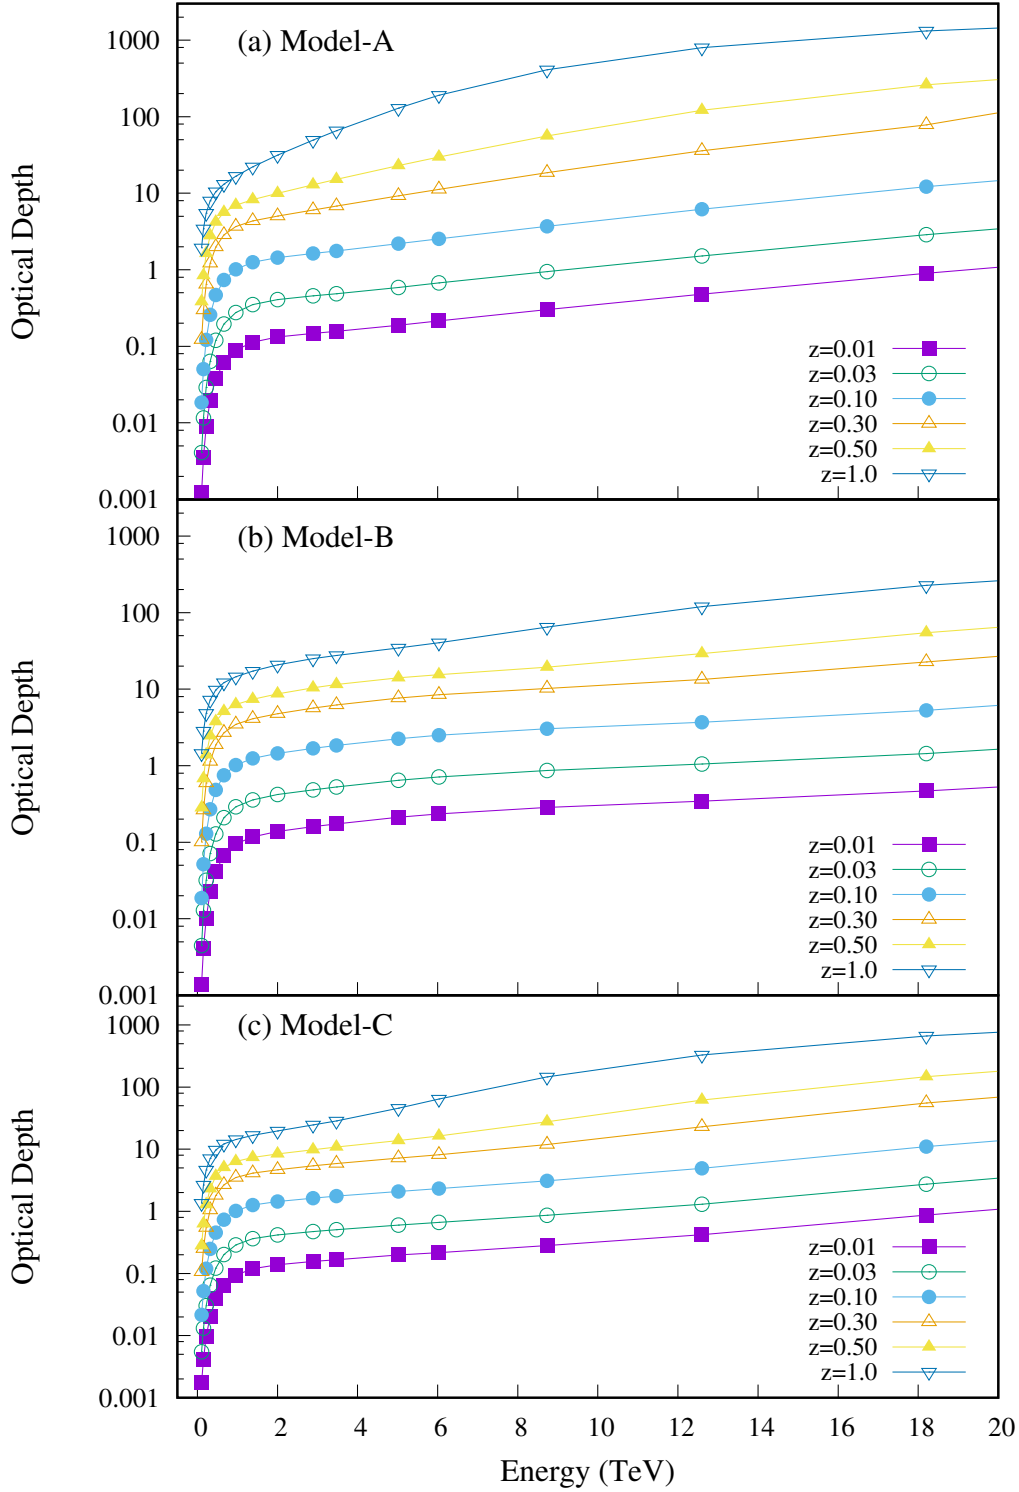 (a) Model-A
Optical Depth
1000
100
10
1
0.1
0.01
0.001
z=0.01
z=0.03
z=0.10
z=0.30
z=0.50
z=1.0
(b) Model-B
Optical Depth
1000
100
10
1
0.1
0.01
0.001
z=0.01
z=0.03
z=0.10
z=0.30
z=0.50
z=1.0
(c) Model-C
Optical Depth
1000
100
10
1
0.1
0.01
0.001
z=0.01
z=0.03
z=0.10
z=0.30
z=0.50
z=1.0
0 2 4 6 8 10 12 14 16 18 20
Energy (TeV)